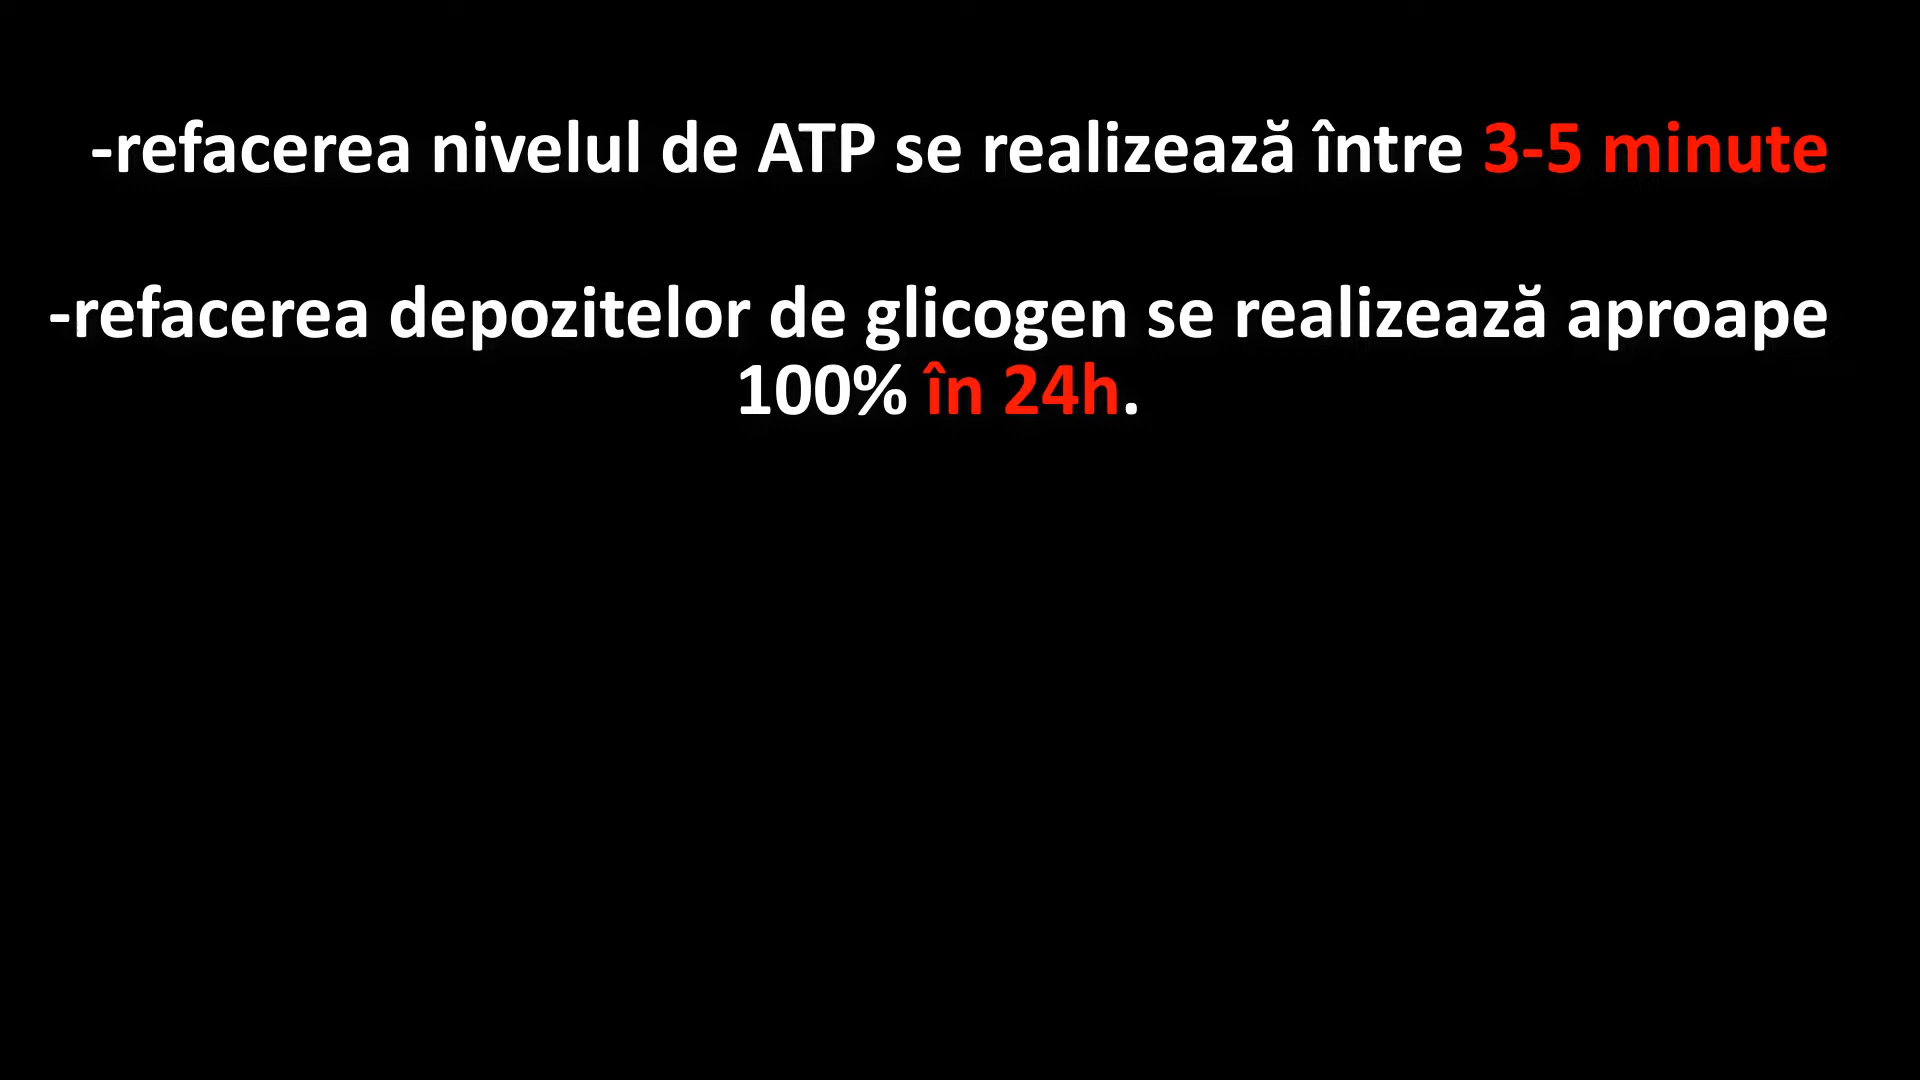 -refacerea nivelul de ATP se realizează între 3-5 minute
-refacerea depozitelor de glicogen se realizează aproape
100% în 24h.